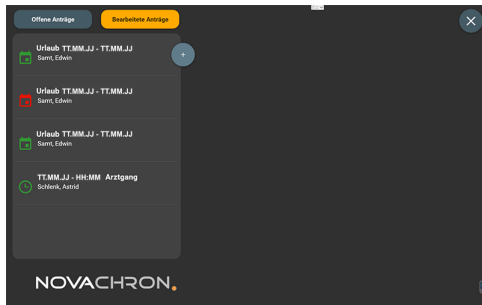 Offene Anträge
Bearbeitete Anträge
Urlaub TT.MM.JJ - TT.MM.JJ
Samt, Edwin
+
Urlaub TT.MM.JJ - TT.MM.JJ
Samt, Edwin
Urlaub TT.MM.JJ - TT.MM.JJ
Samt, Edwin
TT.MM.JJ - HH:MM Arztgang
Schlenk, Astrid
NOVACHRON.